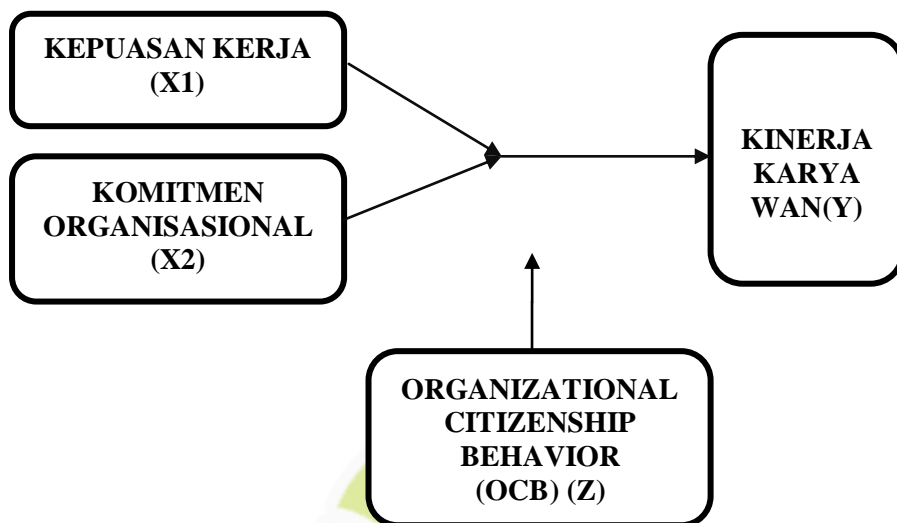 KEPUASAN KERJA
(X1)
KOMITMEN
ORGANISASIONAL
(X2)
KINERJA
KARYA
WAN(Y)
ORGANIZATIONAL
CITIZENSHIP
BEHAVIOR
(OCB) (Z)